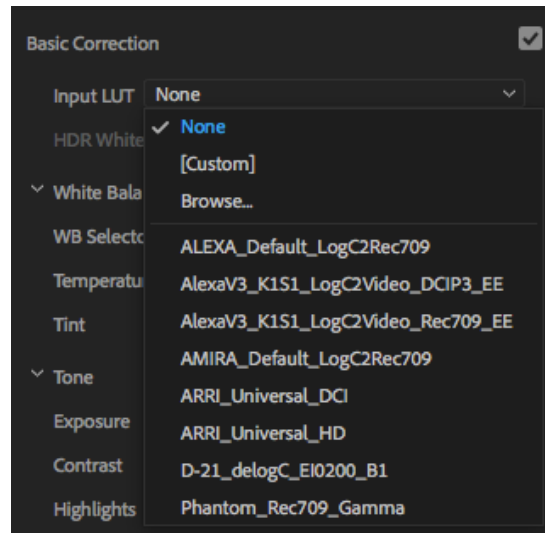 Basic Correction
Input LUT None
None
HDR White
[Custom]
White Bala
Browse...
WB Selectc
ALEXA_Default_LogC2Rec709
Temperatu
AlexaV3_K1S1_LogC2Video_DCIP3_EE
Tint
AlexaV3_K1S1_LogC2Video_Rec709_EE
AMIRA_Default_LogC2Rec709
Tone
ARRI_Universal_DCI
Exposure
ARRI_Universal_HD
Contrast
D-21_delogC_EI0200_B1
Highlights
Phantom_Rec709_Gamma